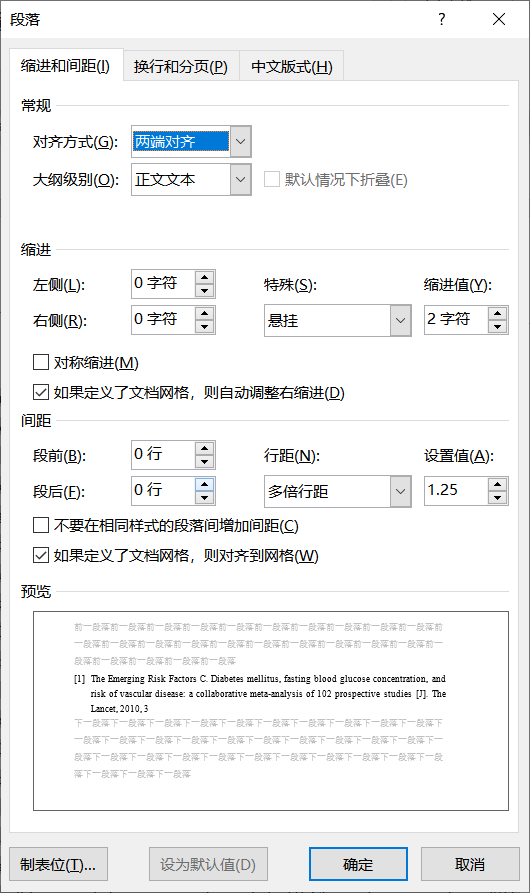 段落
?
缩进和间距(I) 换行和分页(P) 中文版式(H)
常规
对齐方式(G): 两端对齐
大纲级别(O): 正文文本 默认情况下折叠(E)
缩进
左侧(L): 0 字符 特殊(S): 缩进值(Y):
右侧(R): 0 字符 悬挂 2 字符
对称缩进(M)
如果定义了文档网格，则自动调整右缩进(D)
间距
段前(B): 0 行 行距(N): 设置值(A):
段后(F): 0 行 多倍行距 1.25
不要在相同样式的段落间增加间距(C)
如果定义了文档网格，则对齐到网格(W)
预览
前一段落前一段落前一段落前一段落前一段落前一段落前一段落前一段落前一段落前一段落前
一段落前一段落前一段落前一段落前一段落前一段落前一段落前一段落前一段落前一段落前一
段落前一段落前一段落前一段落前一段落
[1] The Emerging Risk Factors C. Diabetes mellitus, fasting blood glucose concentration, and
risk of vascular disease: a collaborative meta-analysis of 102 prospective studies [J]. The
Lancet, 2010, 3
下一段落下一段落下一段落下一段落下一段落下一段落下一段落下一段落下一段落下一段落下
一段落下一段落下一段落下一段落下一段落下一段落下一段落下一段落下一段落下一段落下一
段落下一段落下一段落下一段落下一段落下一段落下一段落下一段落下一段落下一段落下一段
落下一段落下一段落下一段落
制表位(T)... 设为默认值(D) 确定 取消